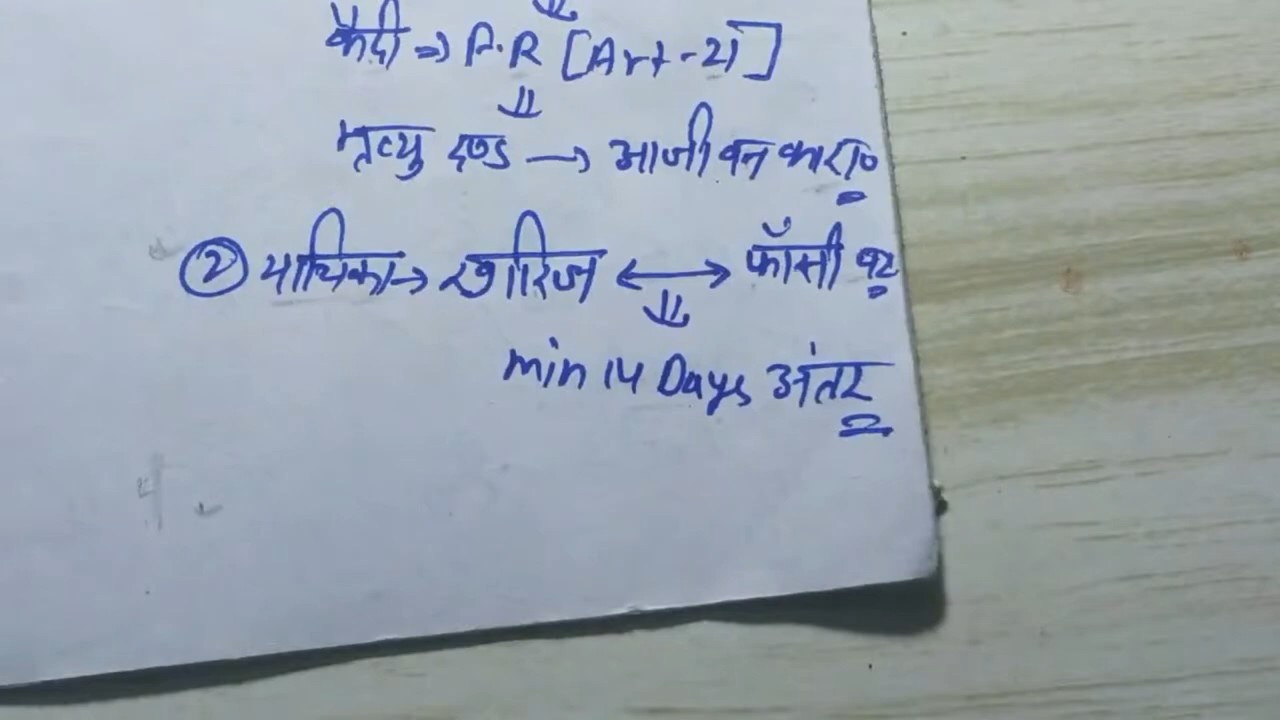 ⇓
कैदी ⇒ F.R [Art-21]
⇓
मृत्यु दण्ड → आजीवन कारा०
② याचिका → खारिज ↔ फाँसी पर
⇓
min 14 Days अंतर